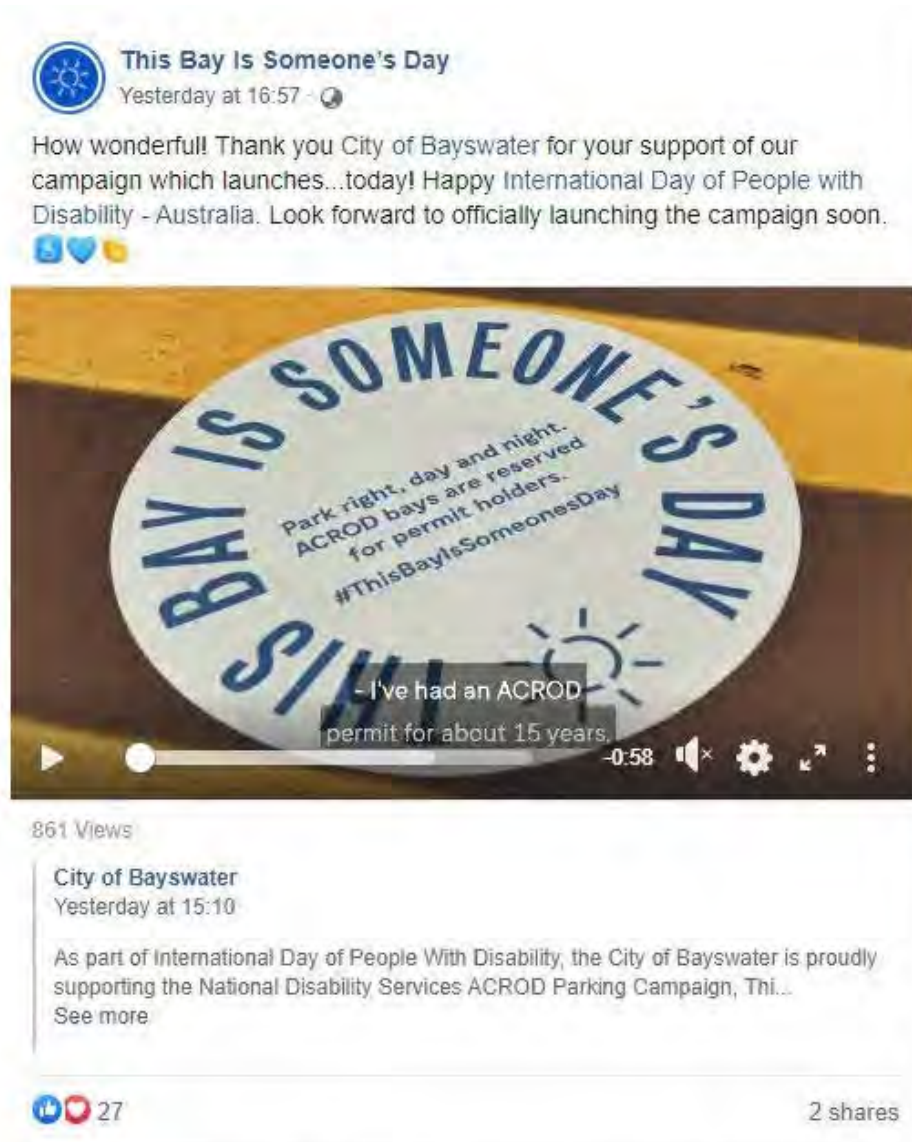 This Bay Is Someone's Day
Yesterday at 16:57 ·
How wonderful! Thank you City of Bayswater for your support of our
campaign which launches...today! Happy International Day of People with
Disability - Australia. Look forward to officially launching the campaign soon.
THIS BAY IS SOMEONE'S DAY
Park right, day and night.
ACROD bays are reserved
for permit holders.
#ThisBayIsSomeonesDay
- I've had an ACROD
permit for about 15 years,
-0:58
861 Views
City of Bayswater
Yesterday at 15:10
As part of International Day of People With Disability, the City of Bayswater is proudly
supporting the National Disability Services ACROD Parking Campaign, Thi...
See more
27
2 shares